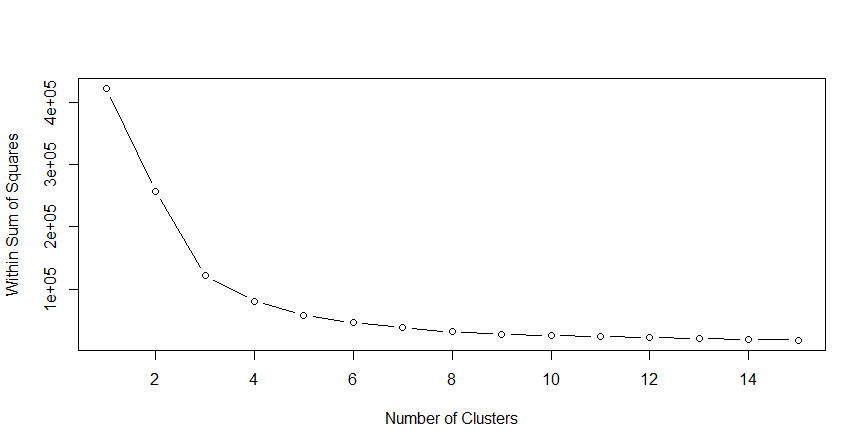 Within Sum of Squares
4e+05
3e+05
2e+05
1e+05
2 4 6 8 10 12 14
Number of Clusters